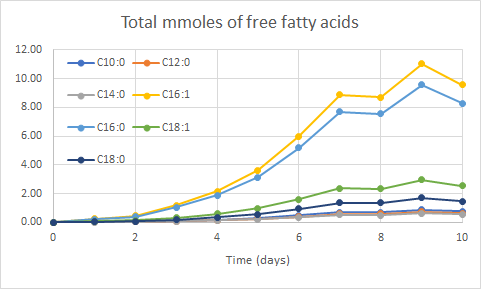 Total mmoles of free fatty acids
12.00
10.00
8.00
6.00
4.00
2.00
0.00
C10:0 C12:0
C14:0 C16:1
C16:0 C18:1
C18:0
0 2 4 6 8 10
Time (days)